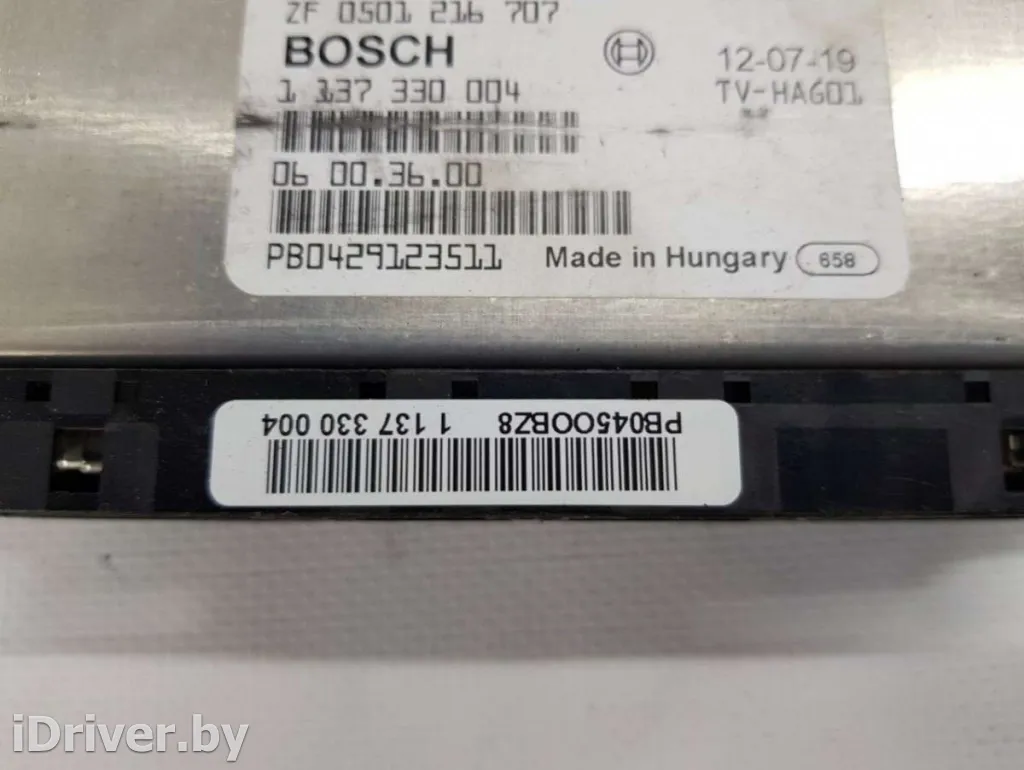 ZF 0501 216 707
BOSCH
12-07-19
1 137 330 004
TV-HA601
06 00.36.00
PB0429123511
Made in Hungary 658
PB04500BZ8 1 137 330 004
iDriver.by